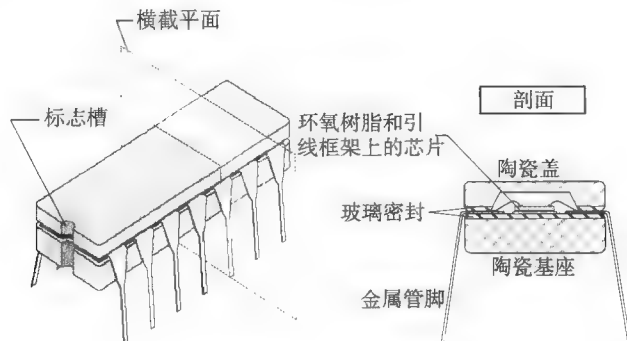 横截平面
标志槽
剖面
环氧树脂和引
线框架上的芯片
陶瓷盖
玻璃密封
陶瓷基座
金属管脚